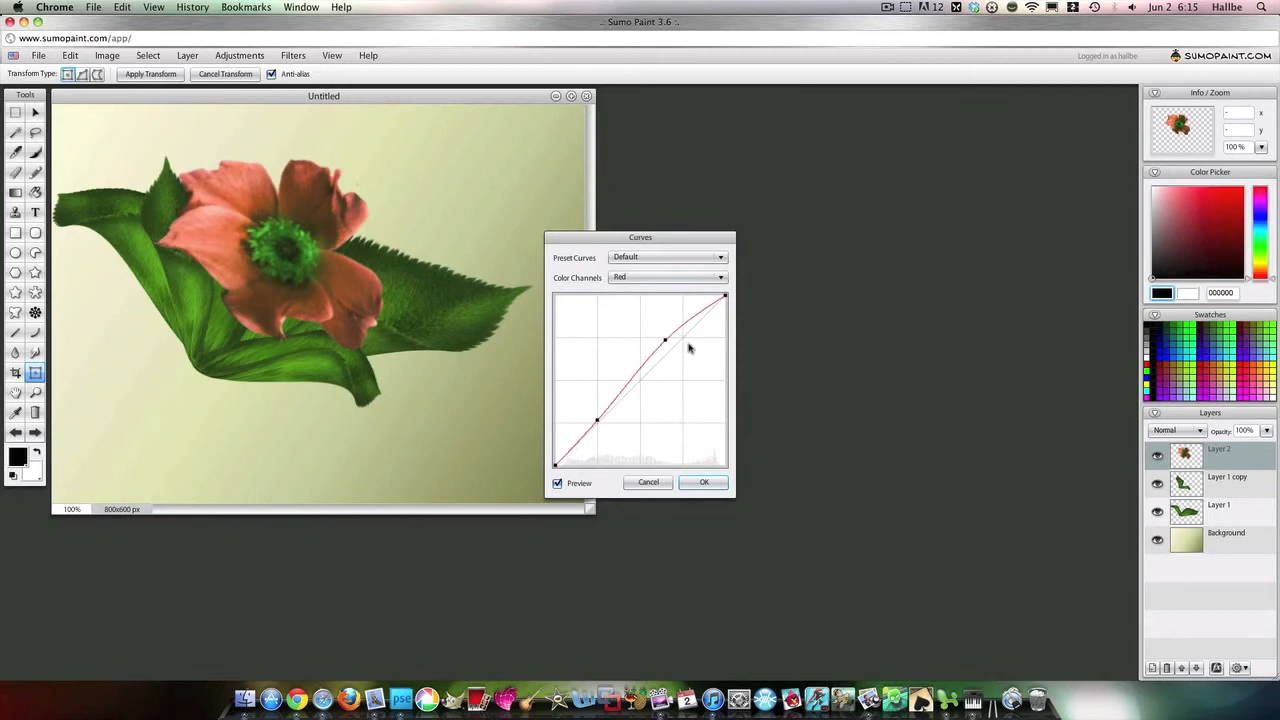 Chrome File Edit View History Bookmarks Window Help 12 2 Jun 2 6:15 Hallbe
.: Sumo Paint 3.6 :.
www.sumopaint.com/app/
File Edit Image Select Layer Adjustments Filters View Help Logged in as hallbe SUMOPAINT.COM
Transform Type: Apply Transform Cancel Transform Anti-alias
Tools
Untitled
Info / Zoom
- x
- y
100 %
T
Color Picker
000000
Curves
Preset Curves Default
Color Channels Red
Preview Cancel OK
Swatches
Layers
Normal Opacity: 100%
Layer 2
Layer 1 copy
Layer 1
Background
100% 800x600 px
pse
2